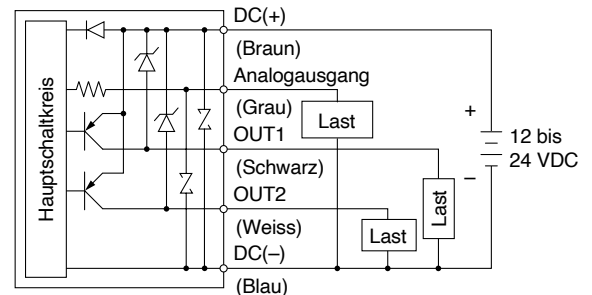 Hauptschaltkreis
DC(+)
(Braun)
Analogausgang
(Grau)
Last
OUT1
(Schwarz)
OUT2
(Weiss)
Last
Last
DC(–)
(Blau)
+
–
12 bis
24 VDC